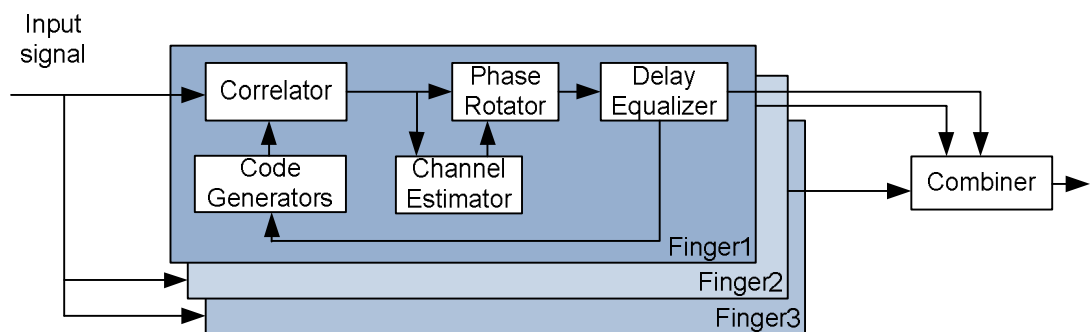 Input
signal
Correlator
Phase
Rotator
Delay
Equalizer
Code
Generators
Channel
Estimator
Combiner
Finger1
Finger2
Finger3